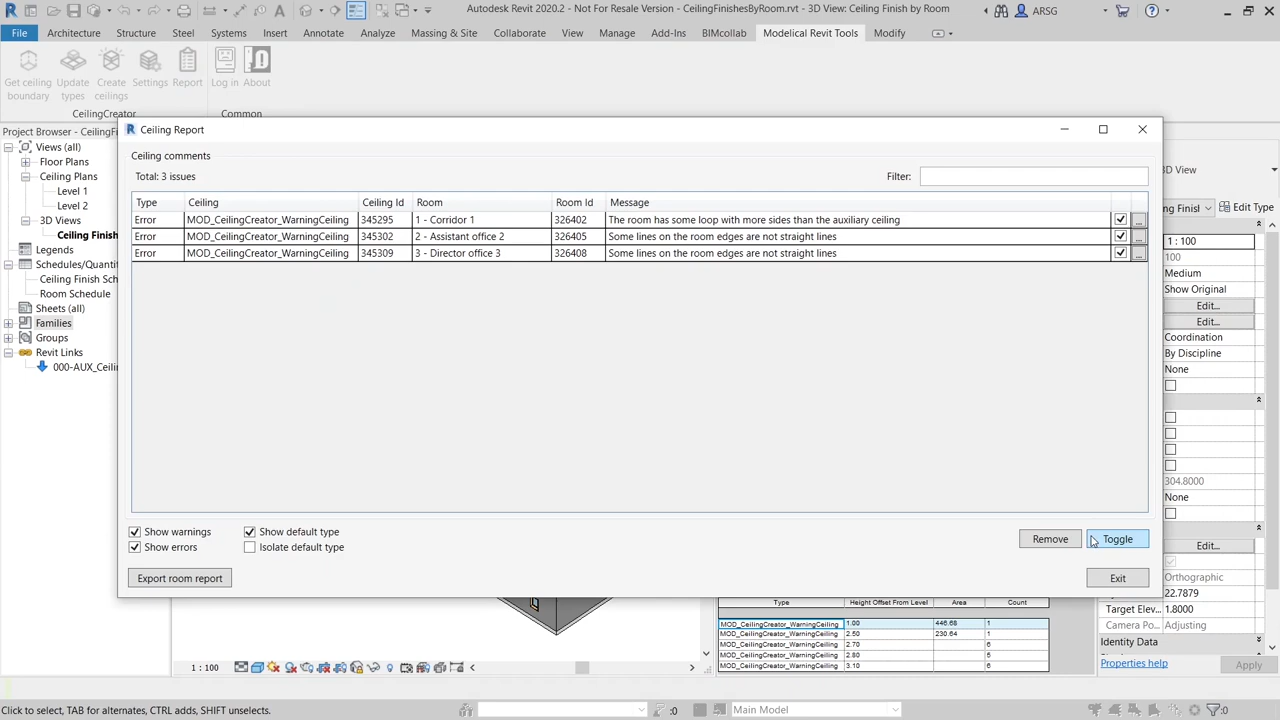 Autodesk Revit 2020.2 - Not For Resale Version - CeilingFinishesByRoom.rvt - 3D View: Ceiling Finish by Room
ARSG
File Architecture Structure Steel Systems Insert Annotate Analyze Massing & Site Collaborate View Manage Add-Ins BIMcollab Modelical Revit Tools Modify
Get ceiling boundary
Update types
Create ceilings
Settings
Report
Log in
About
CeilingCreator
Common
Project Browser - CeilingFi
Views (all)
Floor Plans
Ceiling Plans
Level 1
Level 2
3D Views
Ceiling Finish
Legends
Schedules/Quantit
Ceiling Finish Sch
Room Schedule
Sheets (all)
Families
Groups
Revit Links
000-AUX_Ceilin
Ceiling Report
Ceiling comments
Total: 3 issues
Filter:
Type Ceiling Ceiling Id Room Room Id Message
Error MOD_CeilingCreator_WarningCeiling 345295 1 - Corridor 1 326402 The room has some loop with more sides than the auxiliary ceiling ...
Error MOD_CeilingCreator_WarningCeiling 345302 2 - Assistant office 2 326405 Some lines on the room edges are not straight lines ...
Error MOD_CeilingCreator_WarningCeiling 345309 3 - Director office 3 326408 Some lines on the room edges are not straight lines ...
Show warnings Show default type
Show errors Isolate default type
Remove Toggle
Export room report
Exit
3D View
g Finisl Edit Type
1 : 100
100
Medium
Show Original
Edit...
Edit...
Coordination
By Discipline
None
304.8000
None
Edit...
Orthographic
22.7879
Target Elev... 1.8000
Camera Po... Adjusting
Identity Data
Properties help
Apply
Type Height Offset From Level Area Count
MOD_CeilingCreator_WarningCeiling 1.00 446.68 1
MOD_CeilingCreator_WarningCeiling 2.50 230.64 1
MOD_CeilingCreator_WarningCeiling 2.70 6
MOD_CeilingCreator_WarningCeiling 2.80 5
MOD_CeilingCreator_WarningCeiling 3.10 6
1 : 100
Click to select, TAB for alternates, CTRL adds, SHIFT unselects.
:0
Main Model
:0